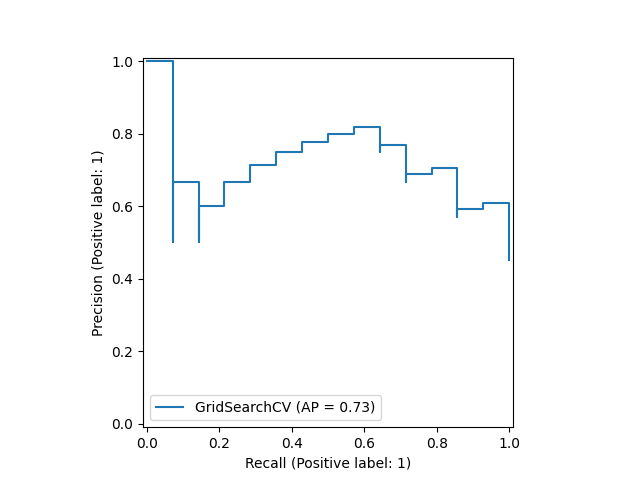 1.0
0.8
0.6
0.4
0.2
0.0
Precision (Positive label: 1)
GridSearchCV (AP = 0.73)
0.0 0.2 0.4 0.6 0.8 1.0
Recall (Positive label: 1)